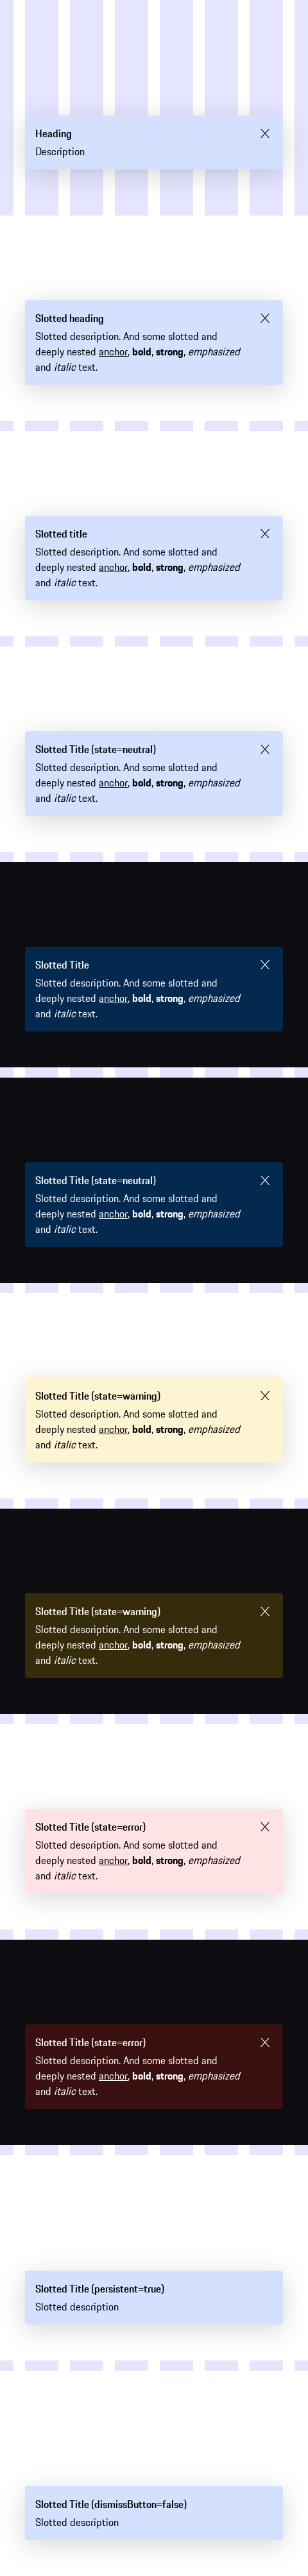 Heading
Description
Slotted heading
Slotted description. And some slotted and
deeply nested anchor, bold, strong, emphasized
and italic text.
Slotted title
Slotted description. And some slotted and
deeply nested anchor, bold, strong, emphasized
and italic text.
Slotted Title (state=neutral)
Slotted description. And some slotted and
deeply nested anchor, bold, strong, emphasized
and italic text.
Slotted Title
Slotted description. And some slotted and
deeply nested anchor, bold, strong, emphasized
and italic text.
Slotted Title (state=neutral)
Slotted description. And some slotted and
deeply nested anchor, bold, strong, emphasized
and italic text.
Slotted Title (state=warning)
Slotted description. And some slotted and
deeply nested anchor, bold, strong, emphasized
and italic text.
Slotted Title (state=warning)
Slotted description. And some slotted and
deeply nested anchor, bold, strong, emphasized
and italic text.
Slotted Title (state=error)
Slotted description. And some slotted and
deeply nested anchor, bold, strong, emphasized
and italic text.
Slotted Title (state=error)
Slotted description. And some slotted and
deeply nested anchor, bold, strong, emphasized
and italic text.
Slotted Title (persistent=true)
Slotted description
Slotted Title (dismissButton=false)
Slotted description